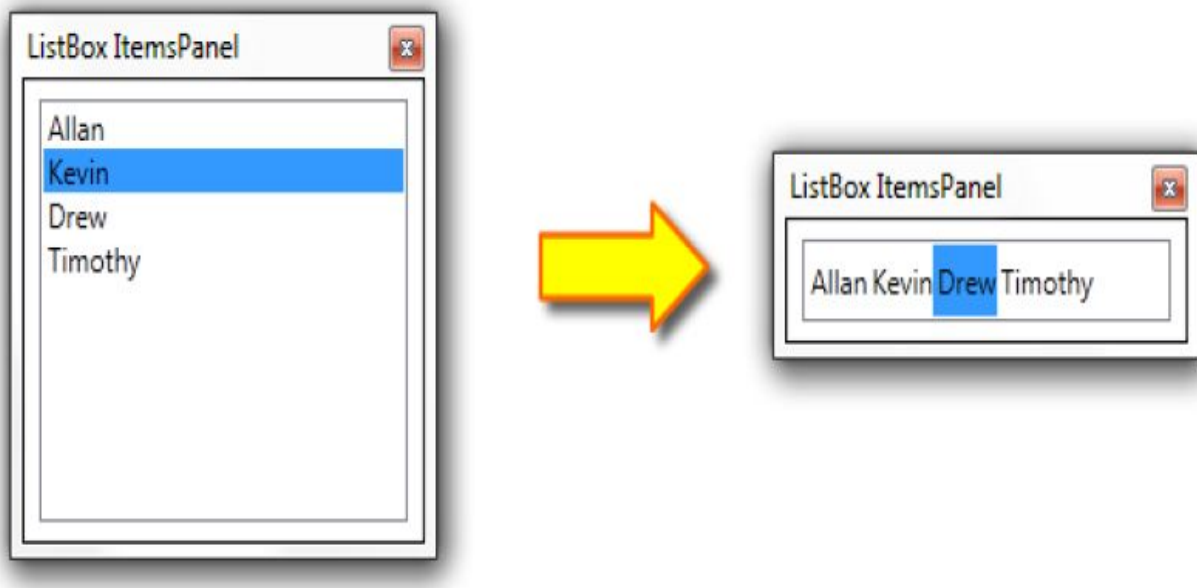 ListBox ItemsPanel
Allan
Kevin
Drew
Timothy
ListBox ItemsPanel
Allan Kevin Drew Timothy